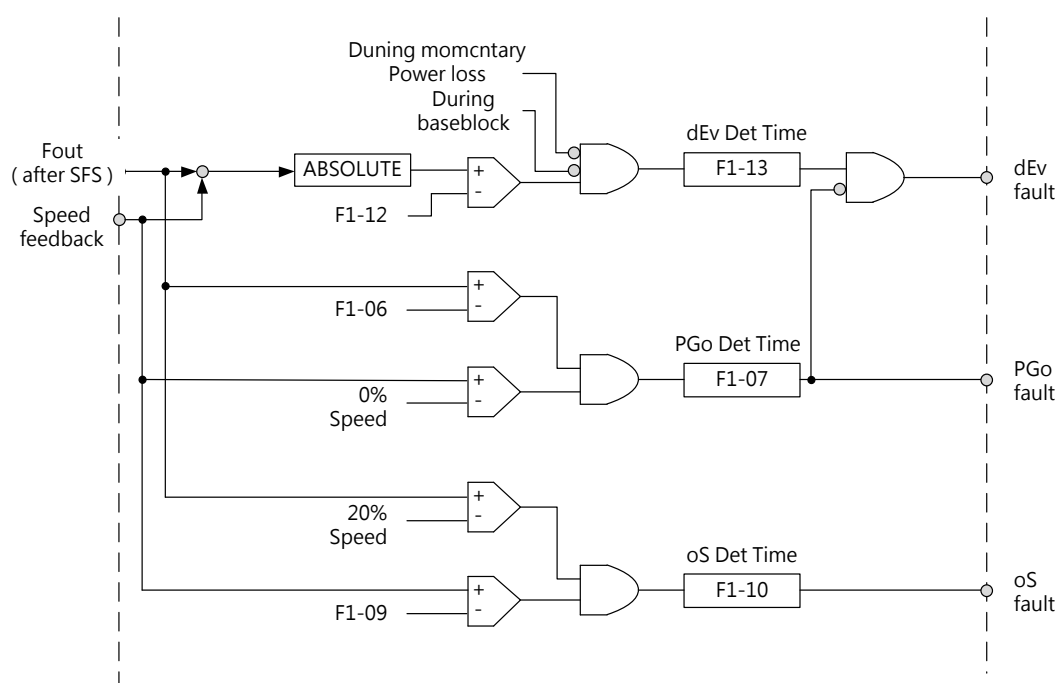 Duning momcntary
Power loss
During
baseblock
dEv Det Time
Fout
( after SFS )
ABSOLUTE
+
-
F1-13
dEv
fault
Speed
feedback
F1-12
+
-
F1-06
PGo Det Time
F1-07
PGo
fault
+
-
0%
Speed
+
-
20%
Speed
oS Det Time
F1-10
oS
fault
+
-
F1-09